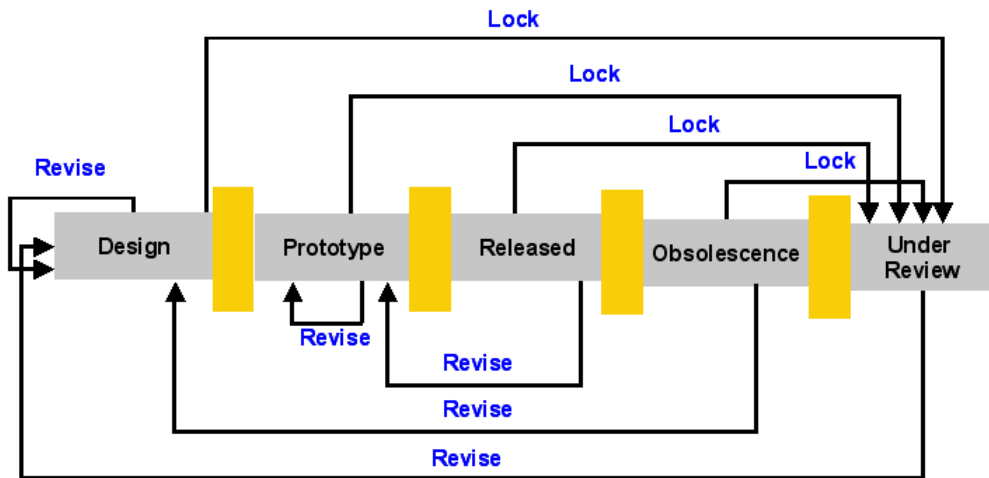 Lock
Lock
Lock
Lock
Revise
Design
Prototype
Released
Obsolescence
Under
Review
Revise
Revise
Revise
Revise